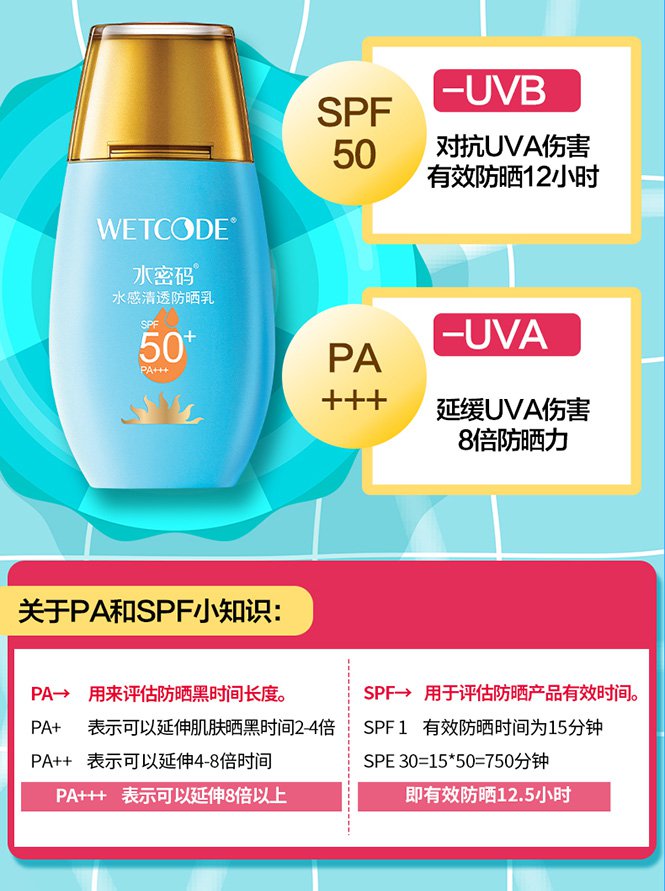 WETCODE®
水密码®
水感清透防晒乳
SPF
50+
PA+++
SPF
50
-UVB
对抗UVA伤害
有效防晒12小时
PA
+++
-UVA
延缓UVA伤害
8倍防晒力
关于PA和SPF小知识：
PA→ 用来评估防晒黑时间长度。
PA+ 表示可以延伸肌肤晒黑时间2-4倍
PA++ 表示可以延伸4-8倍时间
PA+++ 表示可以延伸8倍以上
SPF→ 用于评估防晒产品有效时间。
SPF 1 有效防晒时间为15分钟
SPE 30=15*50=750分钟
即有效防晒12.5小时